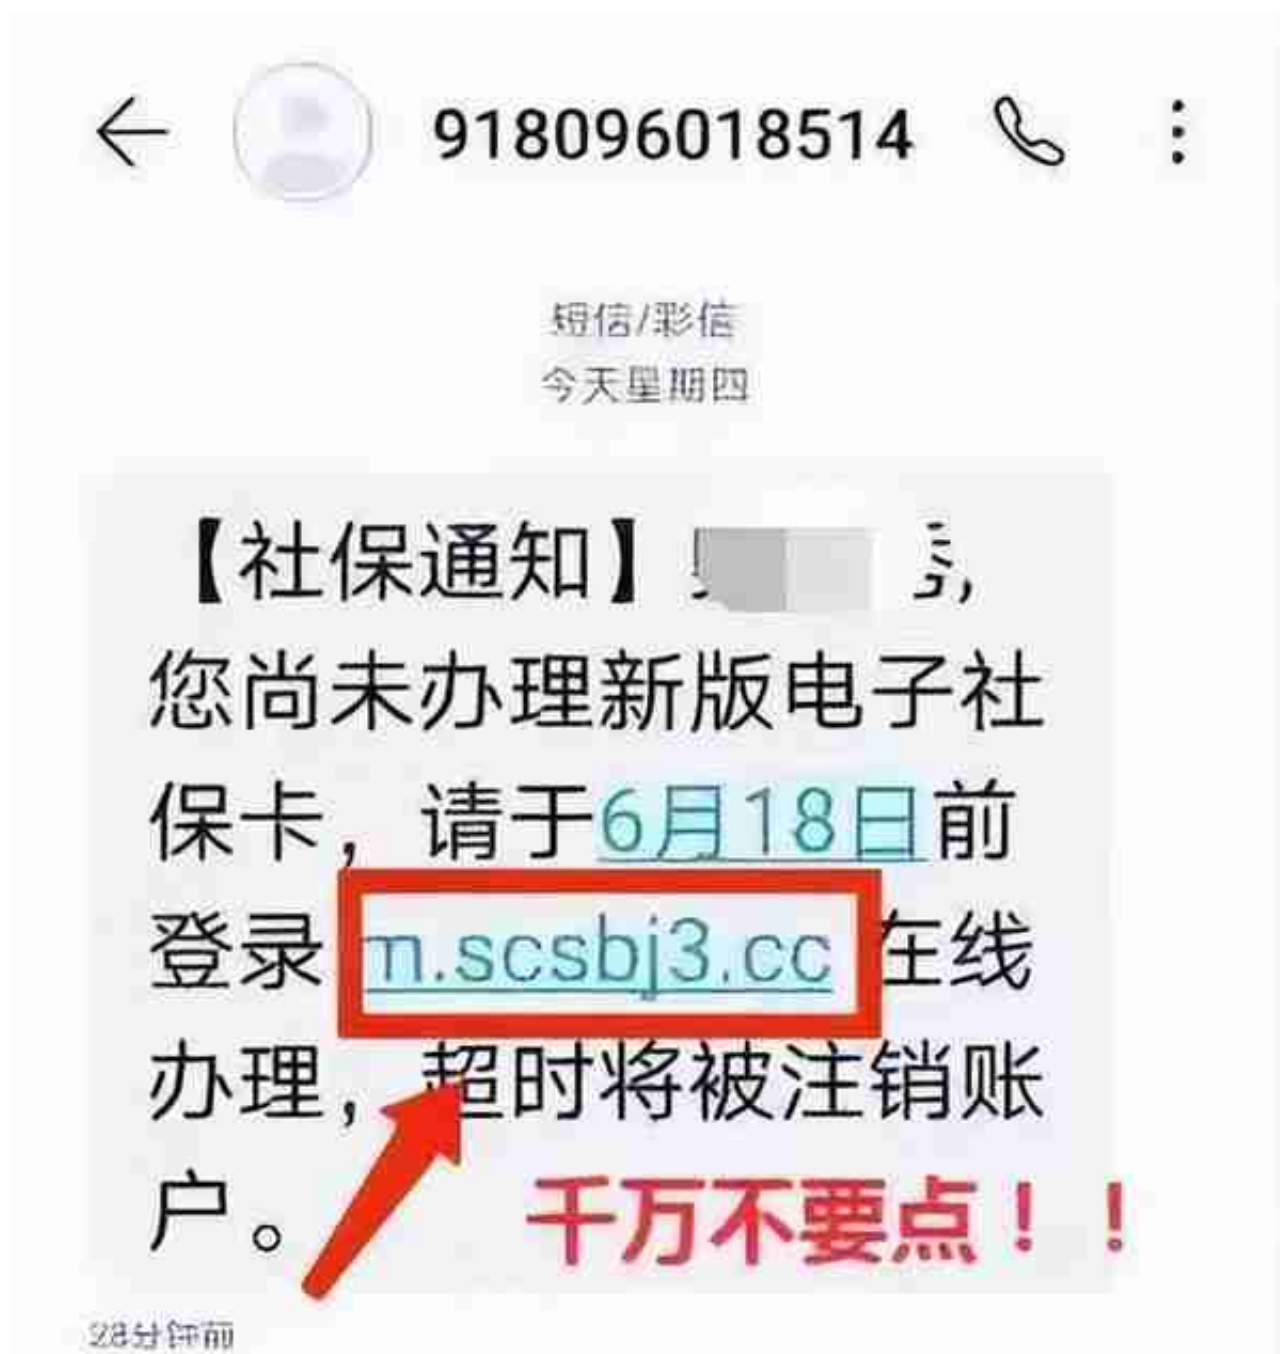 918096018514
短信/彩信
今天星期四
【社保通知】
您尚未办理新版电子社
保卡，请于6月18日前
登录 m.scsbj3.cc 在线
办理，超时将被注销账
户。
千万不要点！！
28分钟前